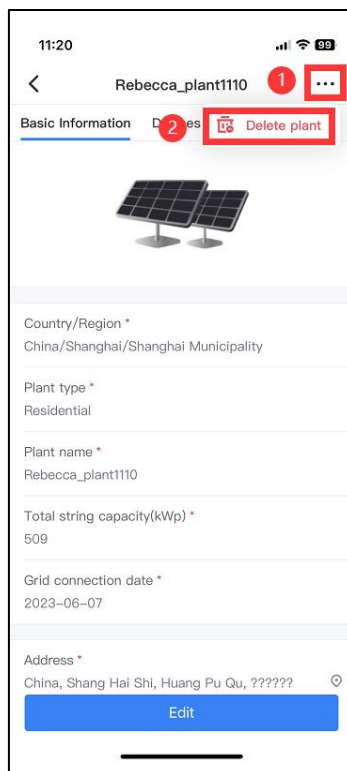 11:20
99
Rebecca_plant1110
1
Basic Information
2
Delete plant
Country/Region *
China/Shanghai/Shanghai Municipality
Plant type *
Residential
Plant name *
Rebecca_plant1110
Total string capacity(kWp) *
509
Grid connection date *
2023-06-07
Address *
China, Shang Hai Shi, Huang Pu Qu, ??????
Edit